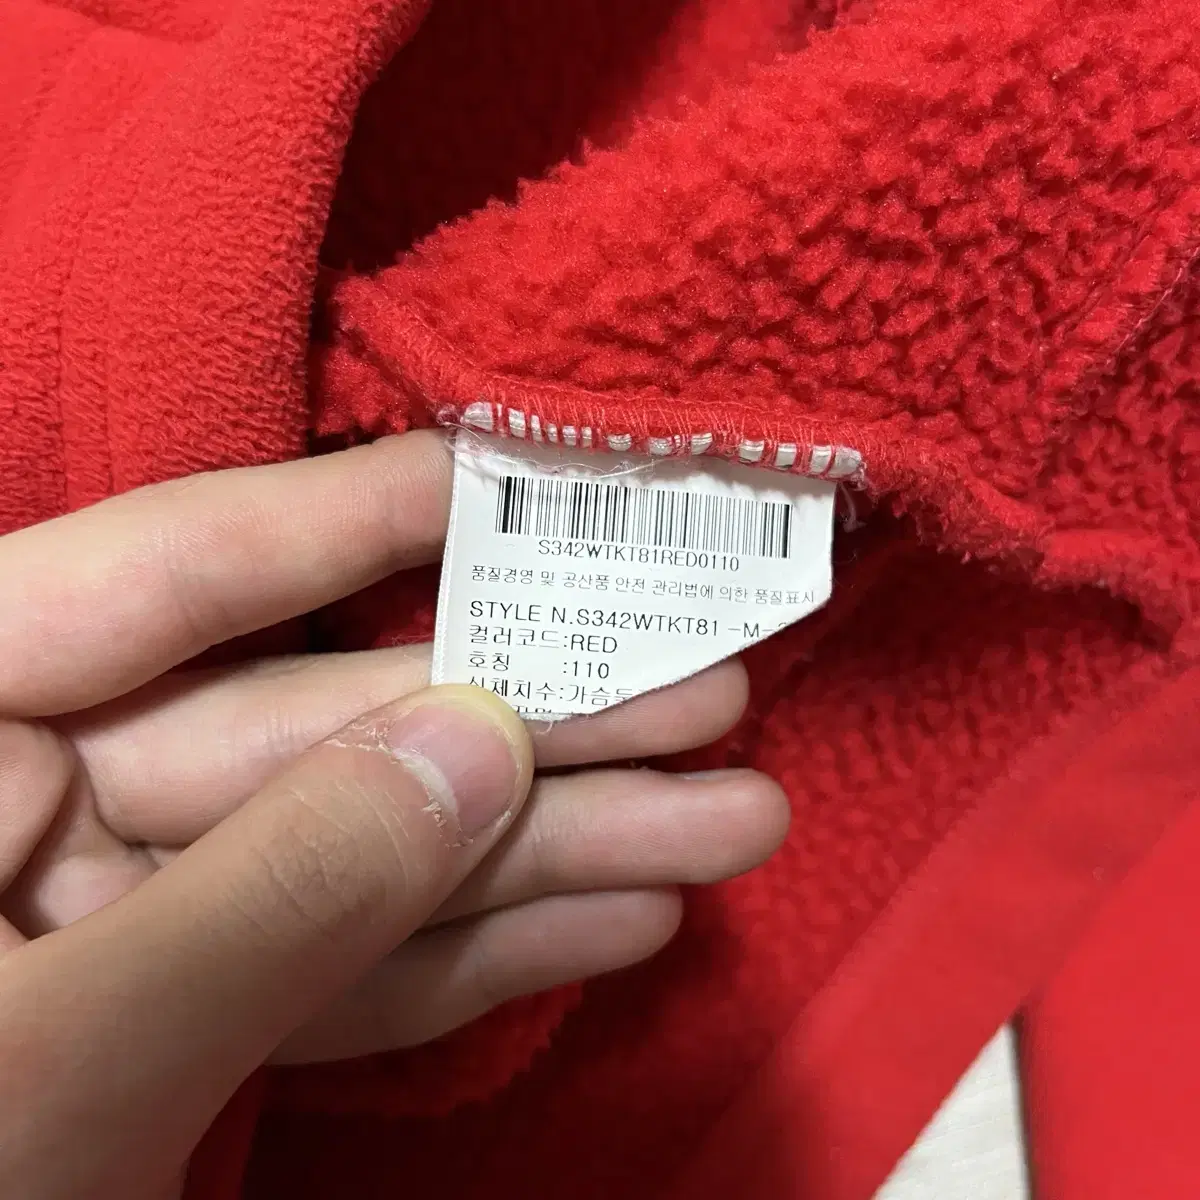 S342WTKT81RED0110
품질경영 및 공산품 안전 관리법에 의한 품질표시
STYLE N.S342WTKT81 -M-
컬러코드:RED
호칭 :110
실체치수:가슴둘